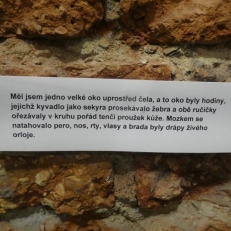 Měl jsem jedno velké oko uprostřed čela, a to oko byly hodiny,
jejichž kyvadlo jako sekyra prosekávalo žebra a obě ručičky
ořezávaly v kruhu pořád tenčí proužek kůže. Mozkem se
natahovalo pero, nos, rty, vlasy a brada byly drápy živého
orloje.